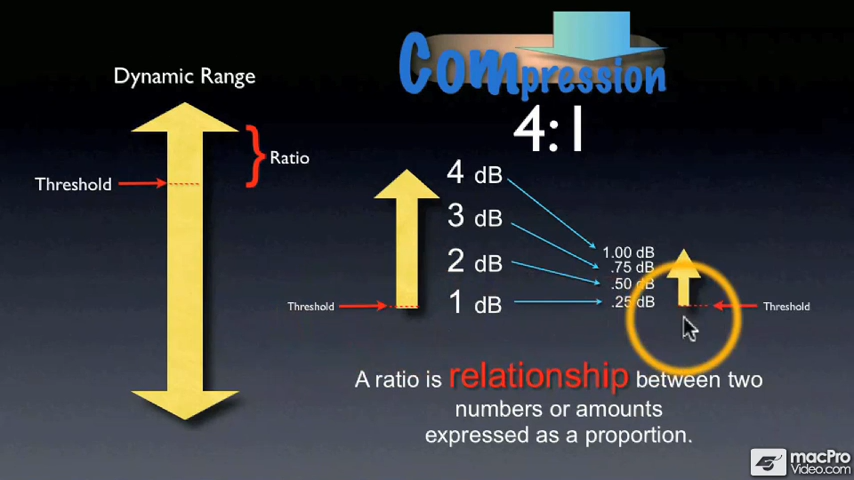 Compression
Dynamic Range
4:1
Ratio
Threshold
4 dB
3 dB
2 dB
1 dB
1.00 dB
.75 dB
.50 dB
.25 dB
Threshold
Threshold
A ratio is relationship between two
numbers or amounts
expressed as a proportion.
macPro
Video.com